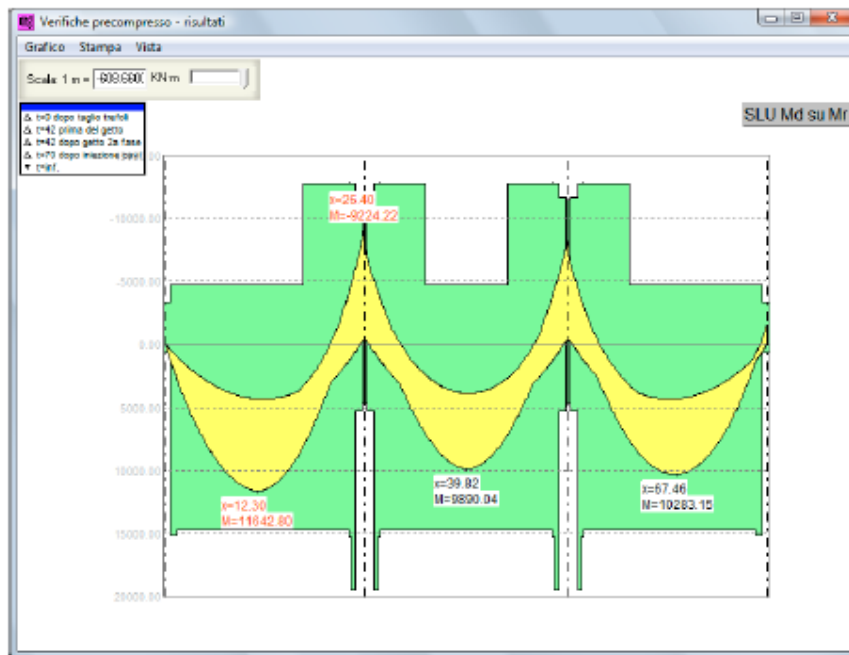 Verifiche precompresso - risultati
Grafico Stampa Vista
Scala: 1 m = KN m
t=0 dopo taglio trefoli
t=42 prima del getto
t=42 dopo getto 2a fase
t=70 dopo iniezione
t=inf.
SLU Md su Mr
x=26.40
M=-9224.22
-10000.00
-5000.00
0.00
5000.00
10000.00
15000.00
20000.00
x=39.82
M=9890.04
x=67.46
M=10283.15
x=12.30
M=11642.80